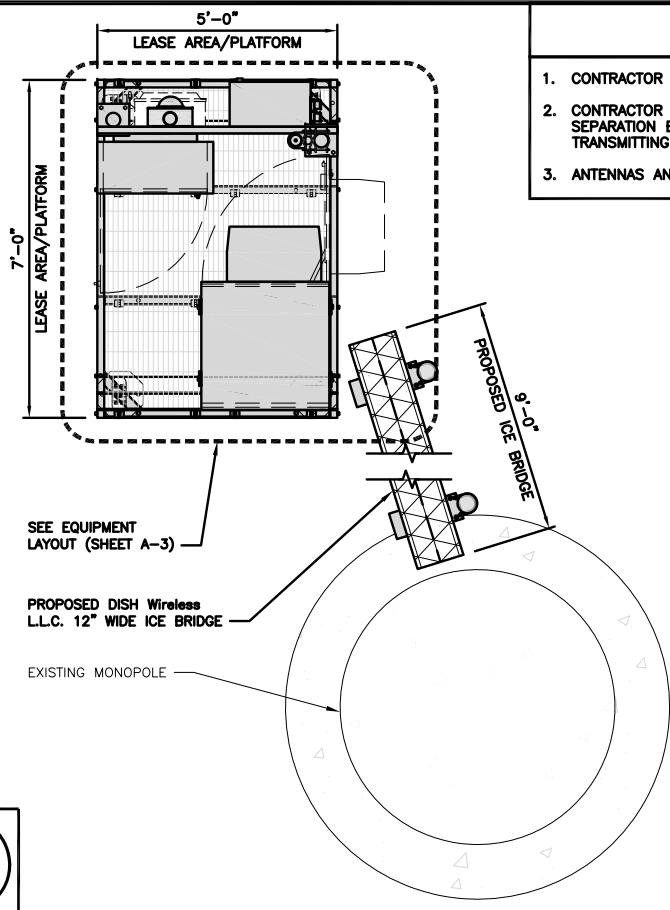 5'-0"
LEASE AREA/PLATFORM
7'-0"
LEASE AREA/PLATFORM
1. CONTRACTOR
2. CONTRACTOR
SEPARATION
TRANSMITTING
3. ANTENNAS
9'-0"
PROPOSED ICE BRIDGE
SEE EQUIPMENT
LAYOUT (SHEET A-3)
PROPOSED DISH Wireless
L.L.C. 12" WIDE ICE BRIDGE
EXISTING MONOPOLE